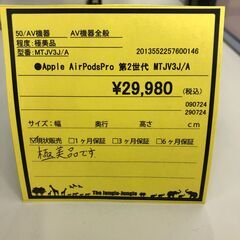 50/AV機器 AV機器全般
程度:極美品
型番:MTJV3J/A 2013552257600146
●Apple AirPodsPro 第2世代 MTJV3J/A
¥29,980(税込)
090724
290724
サイズ:幅 奥行 高さ cm
☑現状販売 □1ヶ月保証 □3ヶ月保証 □6ヶ月保証
極美品です
The Jungle-Jungle